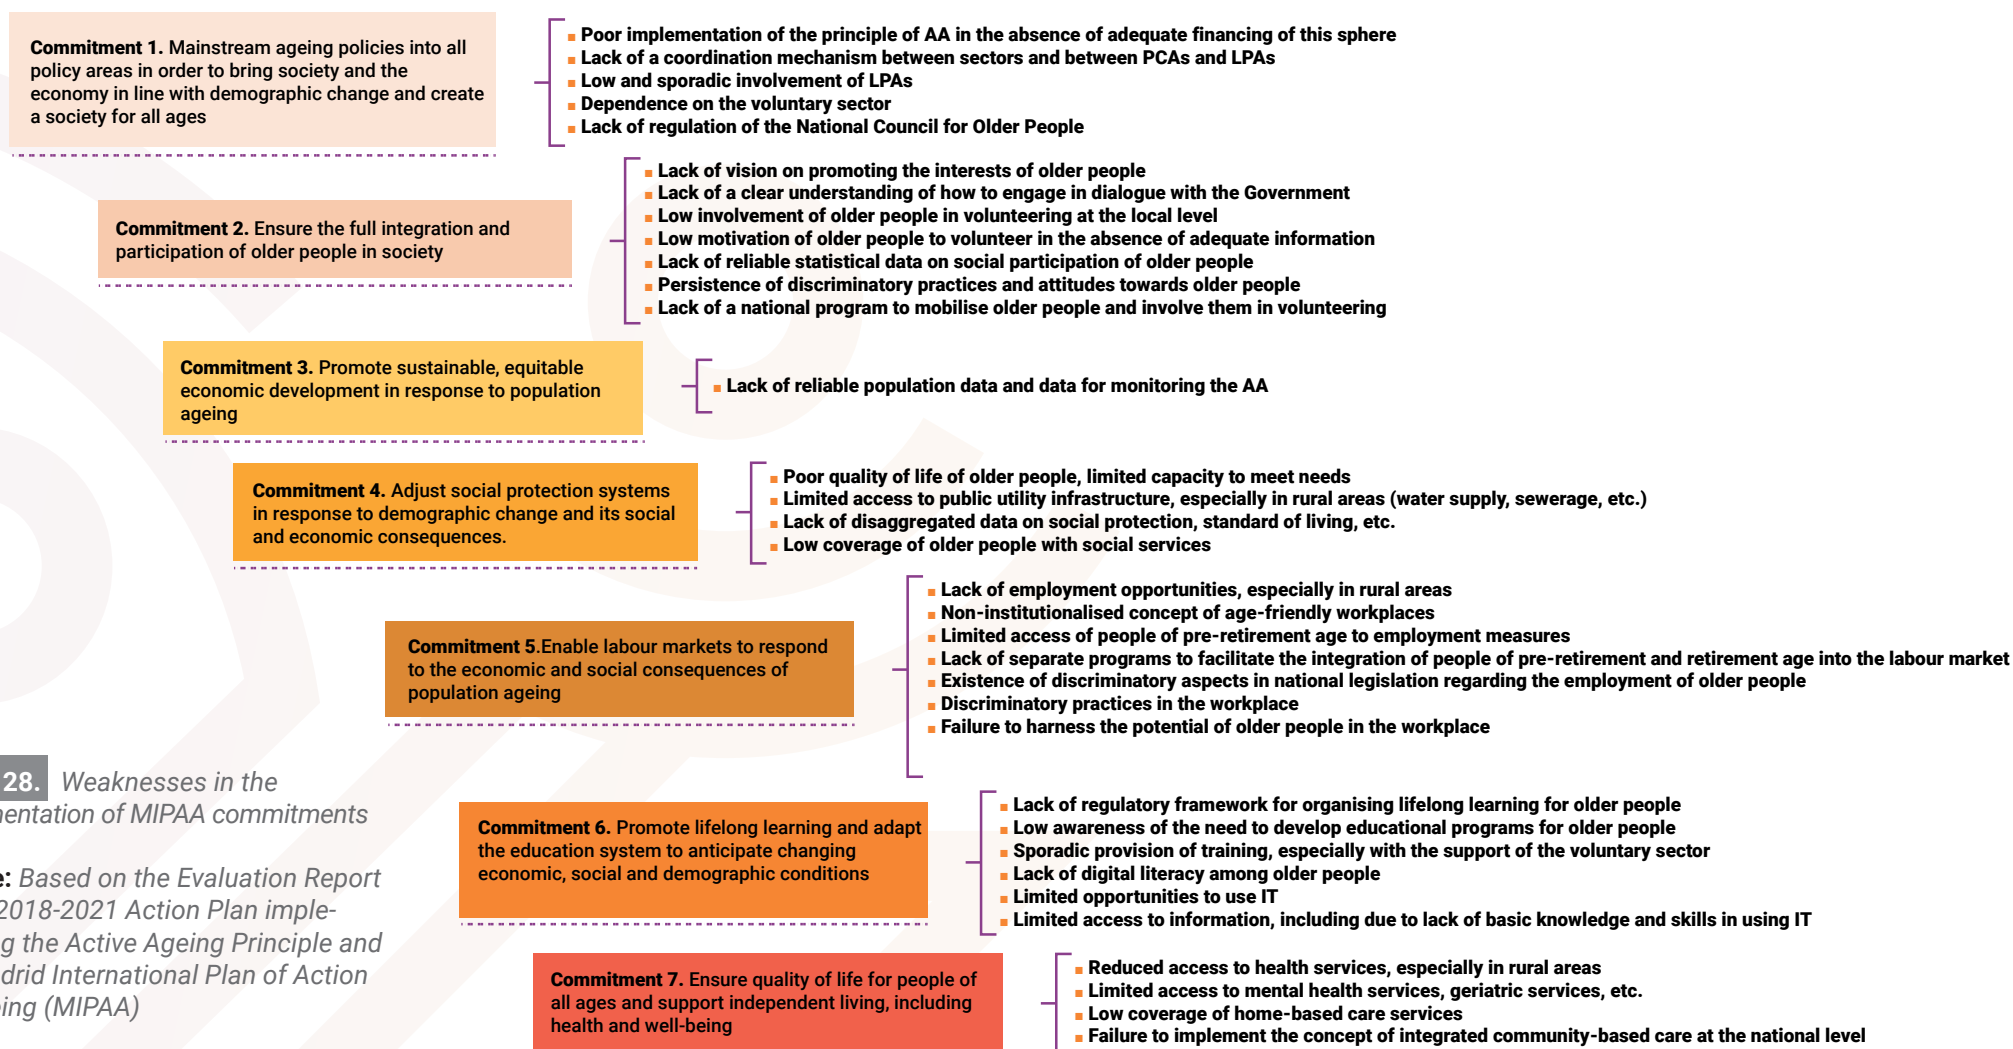 Commitment 1. Mainstream ageing policies into all
policy areas in order to bring society and the
economy in line with demographic change and create
a society for all ages
Poor implementation of the principle of AA in the absence of adequate financing of this sphere
Lack of a coordination mechanism between sectors and between PCAs and LPAs
Low and sporadic involvement of LPAs
Dependence on the voluntary sector
Lack of regulation of the National Council for Older People
Commitment 2. Ensure the full integration and
participation of older people in society
Lack of vision on promoting the interests of older people
Lack of a clear understanding of how to engage in dialogue with the Government
Low involvement of older people in volunteering at the local level
Low motivation of older people to volunteer in the absence of adequate information
Lack of reliable statistical data on social participation of older people
Persistence of discriminatory practices and attitudes towards older people
Lack of a national program to mobilise older people and involve them in volunteering
Commitment 3. Promote sustainable, equitable
economic development in response to population
ageing
Lack of reliable population data and data for monitoring the AA
Commitment 4. Adjust social protection systems
in response to demographic change and its social
and economic consequences.
Poor quality of life of older people, limited capacity to meet needs
Limited access to public utility infrastructure, especially in rural areas (water supply, sewerage, etc.)
Lack of disaggregated data on social protection, standard of living, etc.
Low coverage of older people with social services
Commitment 5.Enable labour markets to respond
to the economic and social consequences of
population ageing
Lack of employment opportunities, especially in rural areas
Non-institutionalised concept of age-friendly workplaces
Limited access of people of pre-retirement age to employment measures
Lack of separate programs to facilitate the integration of people of pre-retirement and retirement age into the labour market
Existence of discriminatory aspects in national legislation regarding the employment of older people
Discriminatory practices in the workplace
Failure to harness the potential of older people in the workplace
28. Weaknesses in the
entation of MIPAA commitments
e: Based on the Evaluation Report
2018-2021 Action Plan imple-
g the Active Ageing Principle and
drid International Plan of Action
ing (MIPAA)
Commitment 6. Promote lifelong learning and adapt
the education system to anticipate changing
economic, social and demographic conditions
Lack of regulatory framework for organising lifelong learning for older people
Low awareness of the need to develop educational programs for older people
Sporadic provision of training, especially with the support of the voluntary sector
Lack of digital literacy among older people
Limited opportunities to use IT
Limited access to information, including due to lack of basic knowledge and skills in using IT
Commitment 7. Ensure quality of life for people of
all ages and support independent living, including
health and well-being
Reduced access to health services, especially in rural areas
Limited access to mental health services, geriatric services, etc.
Low coverage of home-based care services
Failure to implement the concept of integrated community-based care at the national level